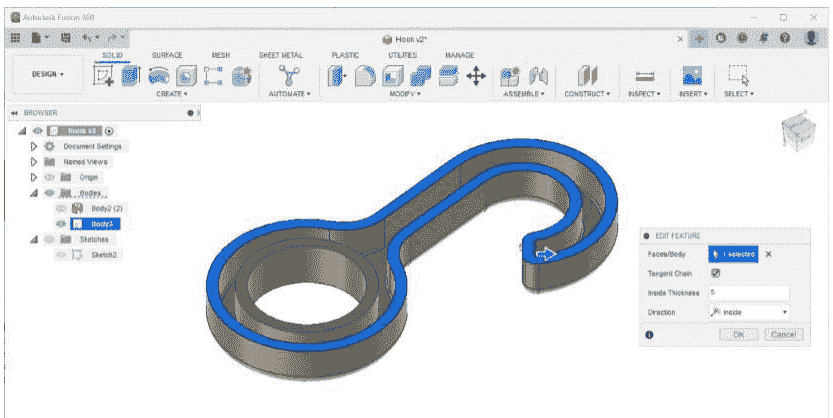 Autodesk Fusion 360
Hook v2*
DESIGN
SOLID SURFACE MESH SHEET METAL PLASTIC UTILITIES MANAGE
CREATE AUTOMATE MODIFY ASSEMBLE CONSTRUCT INSPECT INSERT SELECT
BROWSER
Hook v2
Document Settings
Named Views
Origin
Bodies
Body2 (2)
Body3
Sketches
Sketch2
EDIT FEATURE
Faces/Body 1 selected
Tangent Chain
Inside Thickness 5
Direction Inside
OK Cancel